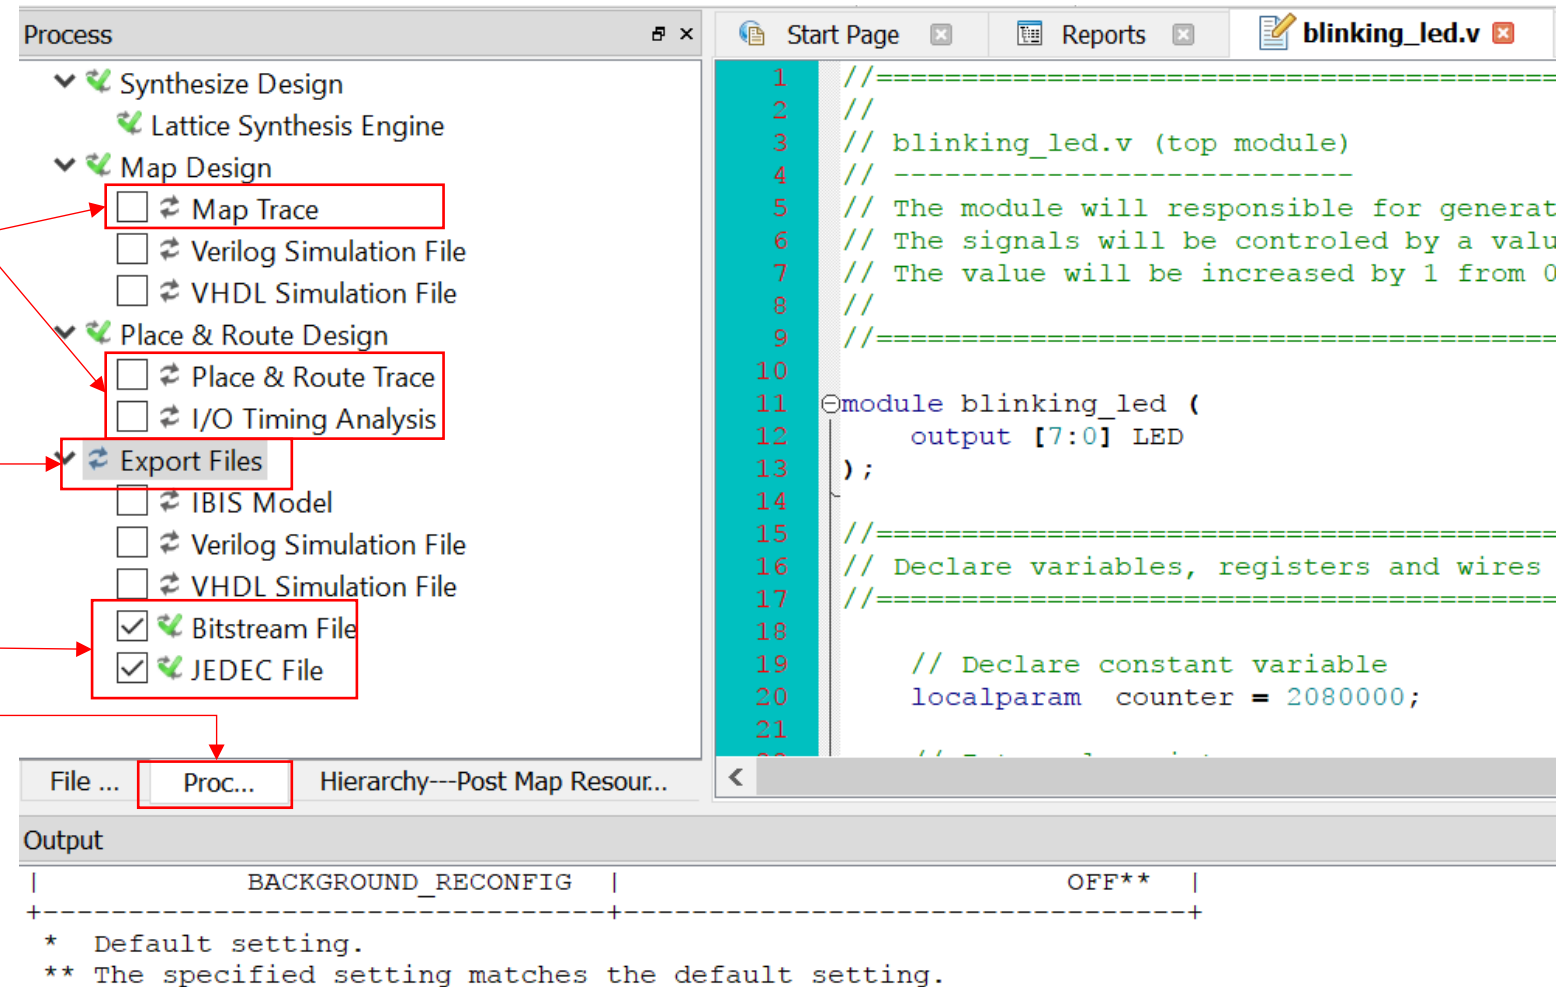 Process
Synthesize Design
Lattice Synthesis Engine
Map Design
Map Trace
Verilog Simulation File
VHDL Simulation File
Place & Route Design
Place & Route Trace
I/O Timing Analysis
Export Files
IBIS Model
Verilog Simulation File
VHDL Simulation File
Bitstream File
JEDEC File
File ... Proc... Hierarchy---Post Map Resour...
Start Page Reports blinking_led.v
1 //========================================
2 //
3 // blinking_led.v (top module)
4 // ---------------------------
5 // The module will responsible for generat
6 // The signals will be controled by a valu
7 // The value will be increased by 1 from 0
8 //
9 //========================================
10
11 module blinking_led (
12 output [7:0] LED
13 );
14
15 //========================================
16 // Declare variables, registers and wires
17 //========================================
18
19 // Declare constant variable
20 localparam counter = 2080000;
21
Output
| BACKGROUND_RECONFIG | OFF** |
+---------------------------------+---------------------------------+
* Default setting.
** The specified setting matches the default setting.